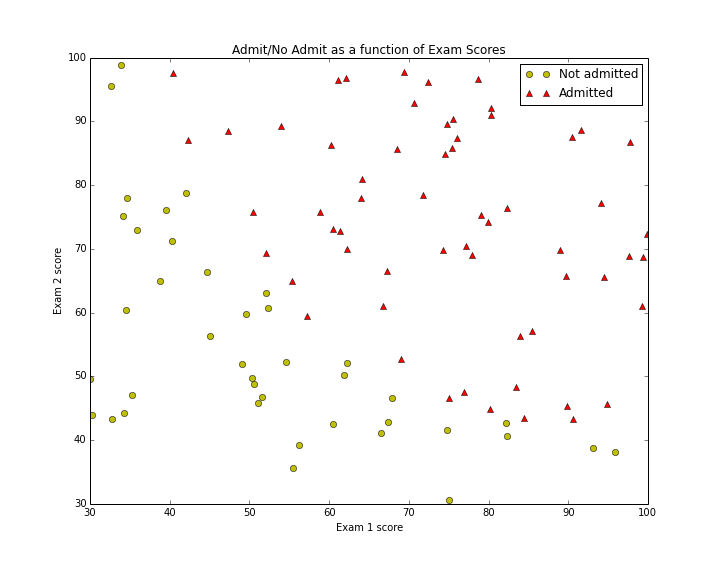 Admit/No Admit as a function of Exam Scores
Not admitted
Admitted
100
90
80
70
60
50
40
30
Exam 2 score
30 40 50 60 70 80 90 100
Exam 1 score